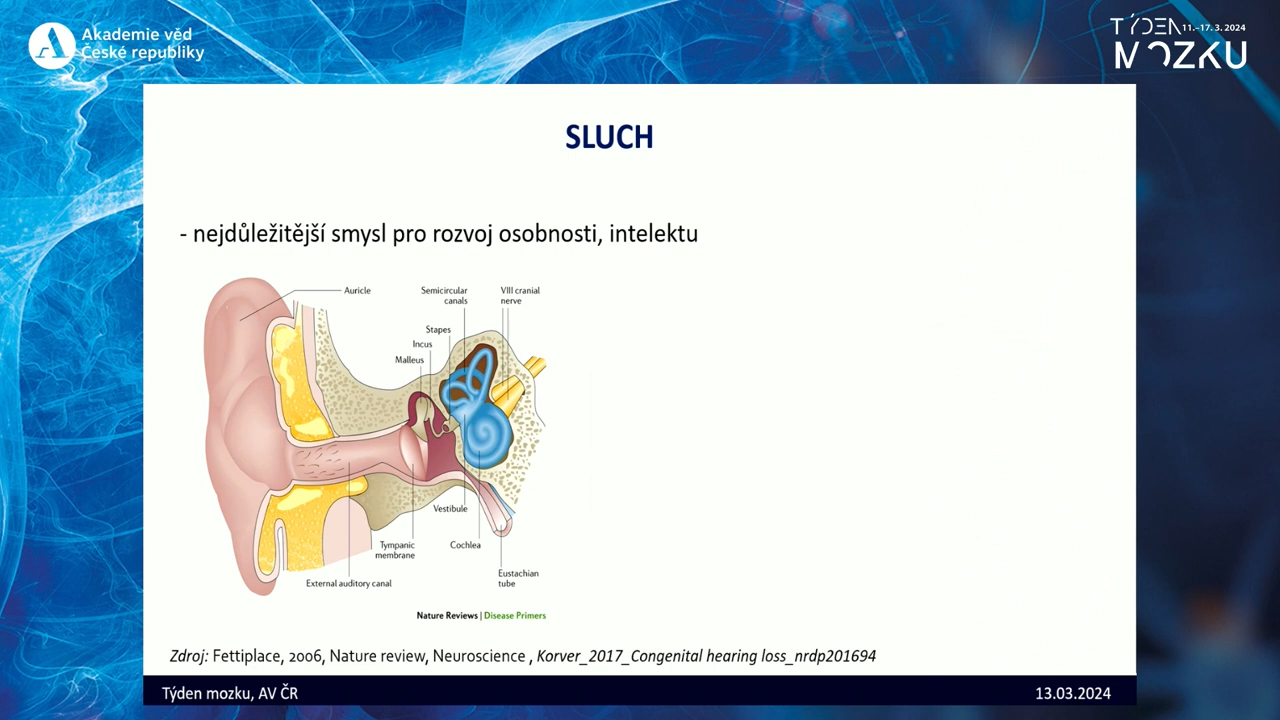 Akademie věd
České republiky
TÝDEN 11.–17. 3. 2024
MOZKU
SLUCH
- nejdůležitější smysl pro rozvoj osobnosti, intelektu
Auricle
Semicircular
canals
VIII cranial
nerve
Stapes
Incus
Malleus
Vestibule
Tympanic
membrane
Cochlea
Eustachian
tube
External auditory canal
Nature Reviews | Disease Primers
Zdroj: Fettiplace, 2006, Nature review, Neuroscience , Korver_2017_Congenital hearing loss_nrdp201694
Týden mozku, AV ČR
13.03.2024